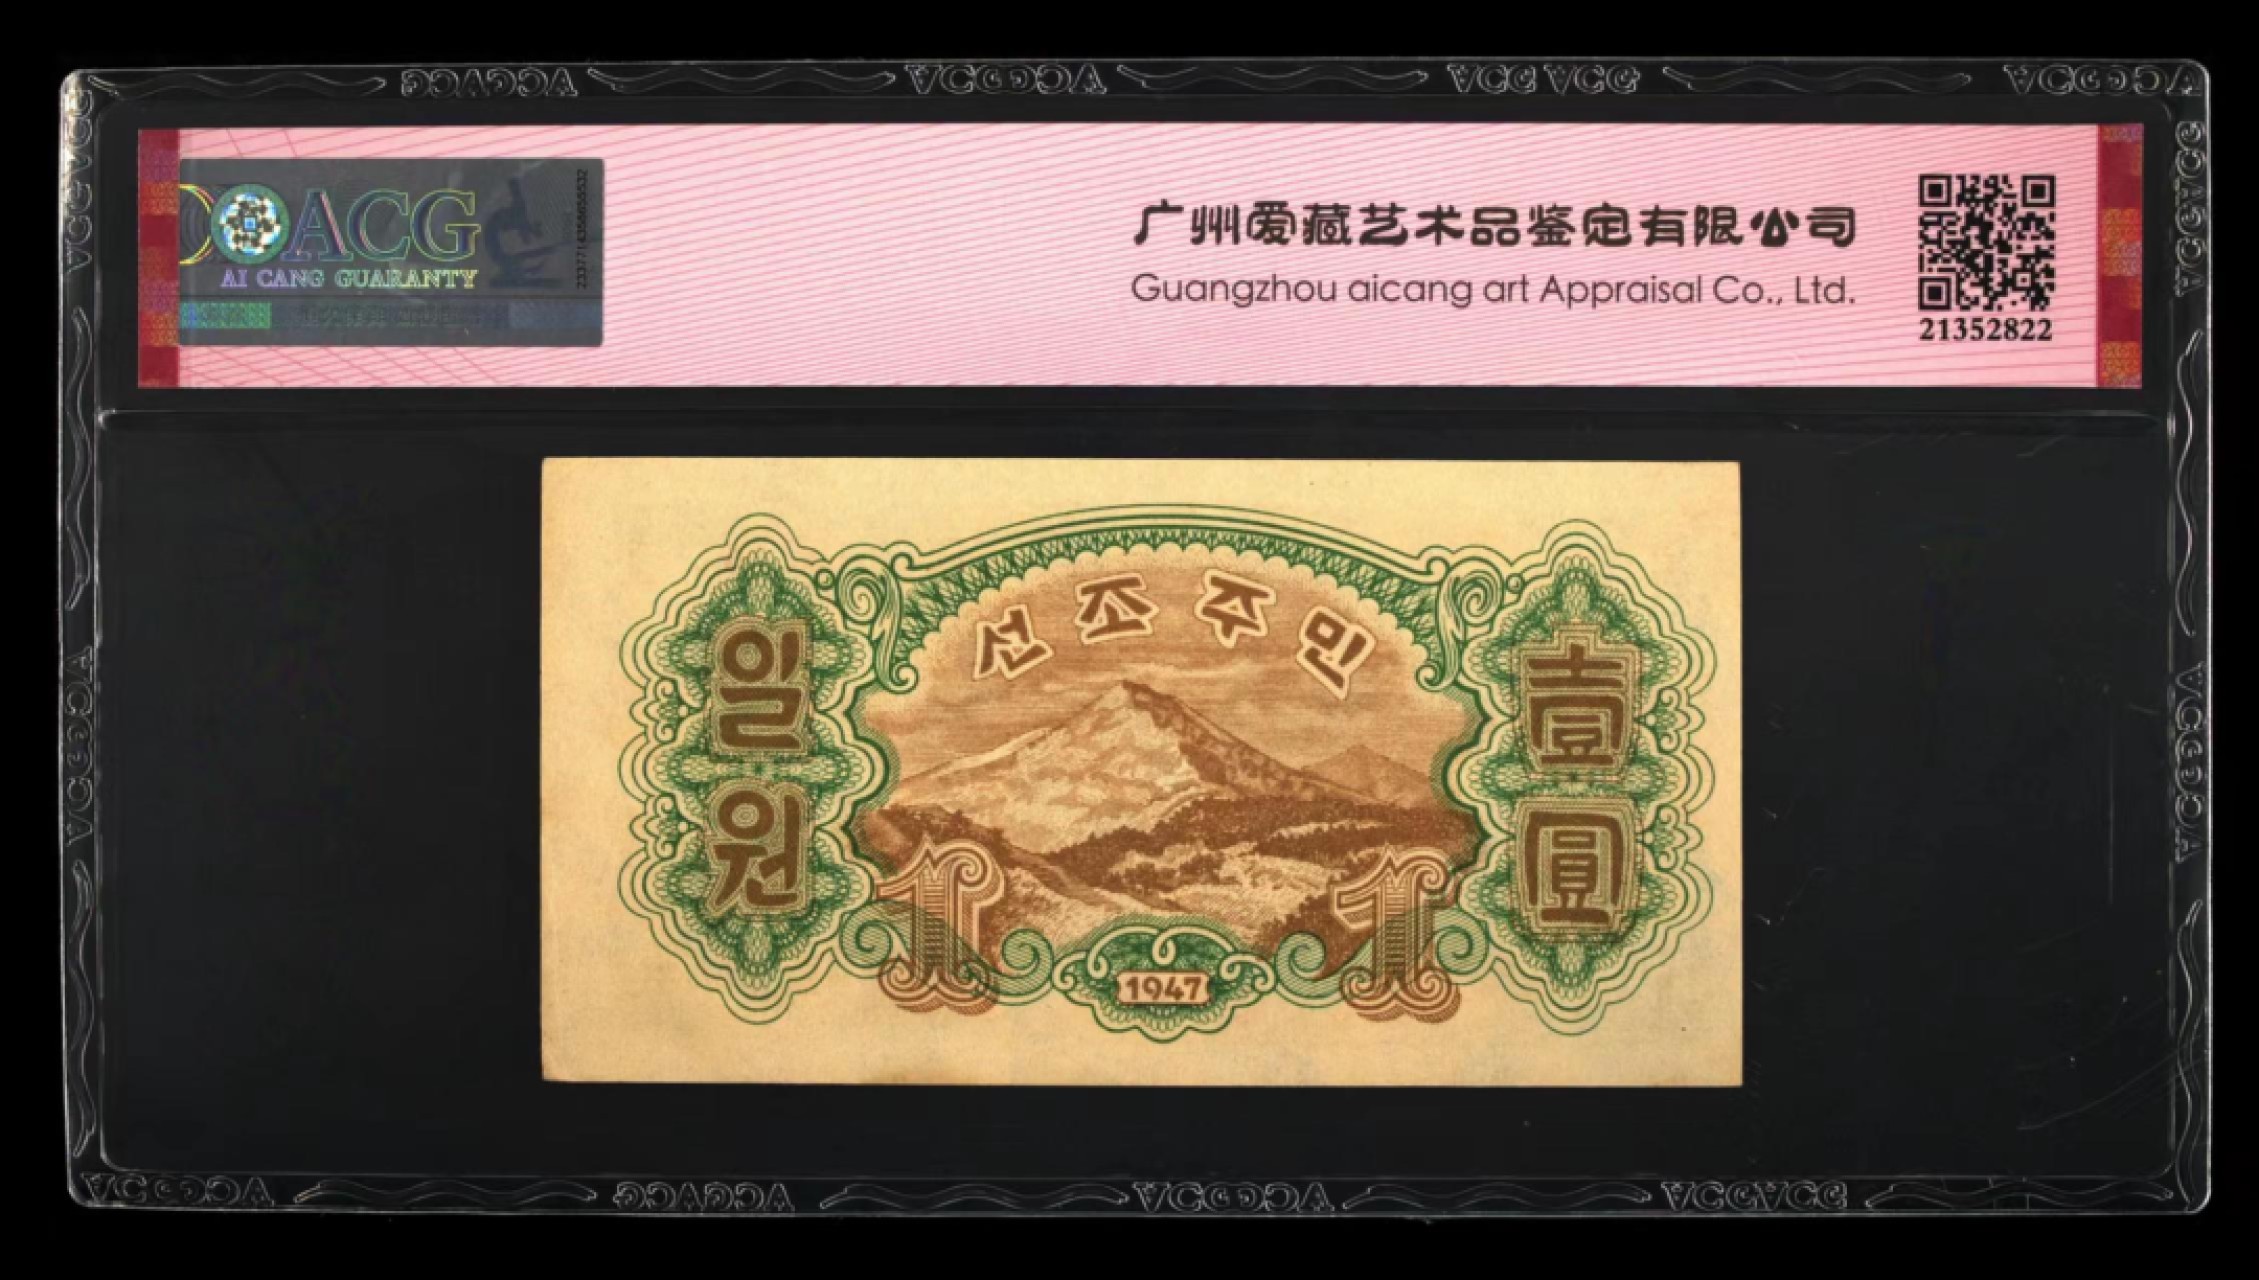 ACG
AI CANG GUARANTY
广州爱藏艺术品鉴定有限公司
Guangzhou aicang art Appraisal Co., Ltd.
21352822
선조주민
일원
壹圓
1
1
1947